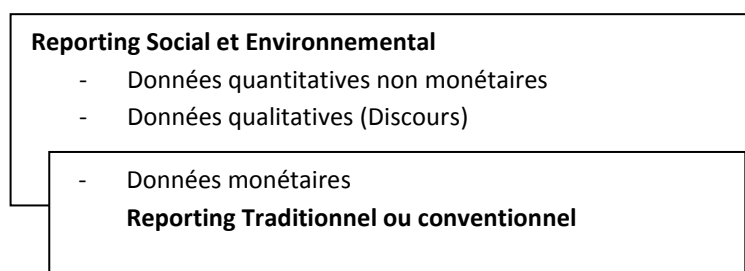 Reporting Social et Environnemental
- Données quantitatives non monétaires
- Données qualitatives (Discours)
- Données monétaires
Reporting Traditionnel ou conventionnel